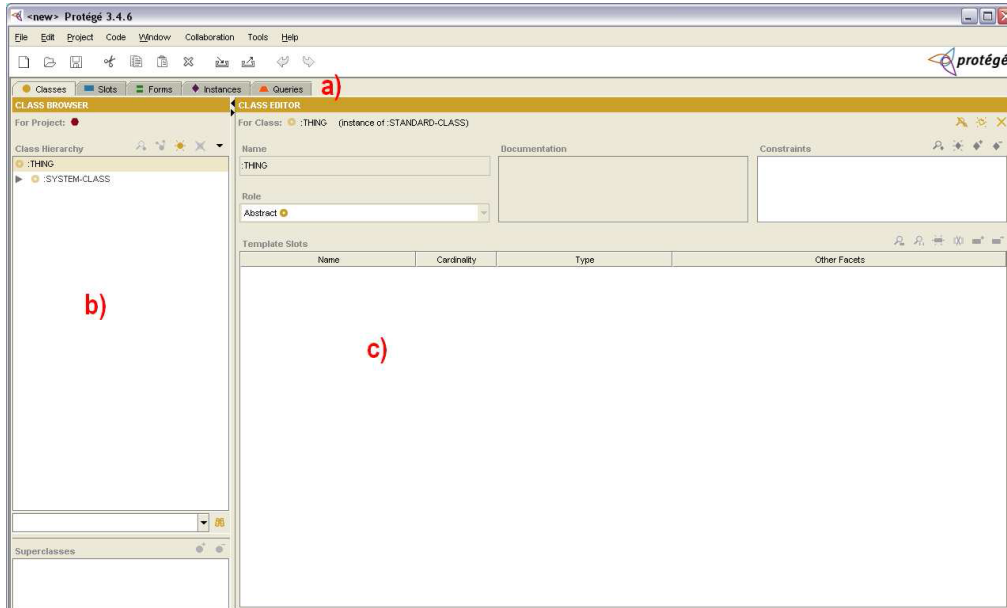 <new> Protégé 3.4.6
File Edit Project Code Window Collaboration Tools Help
protégé
Classes Slots Forms Instances Queries a)
CLASS BROWSER
CLASS EDITOR
For Project:
For Class: :THING (instance of :STANDARD-CLASS)
Class Hierarchy
Name
Documentation
Constraints
:THING
:THING
:SYSTEM-CLASS
Role
Abstract
Template Slots
Name Cardinality Type Other Facets
b)
c)
Superclasses